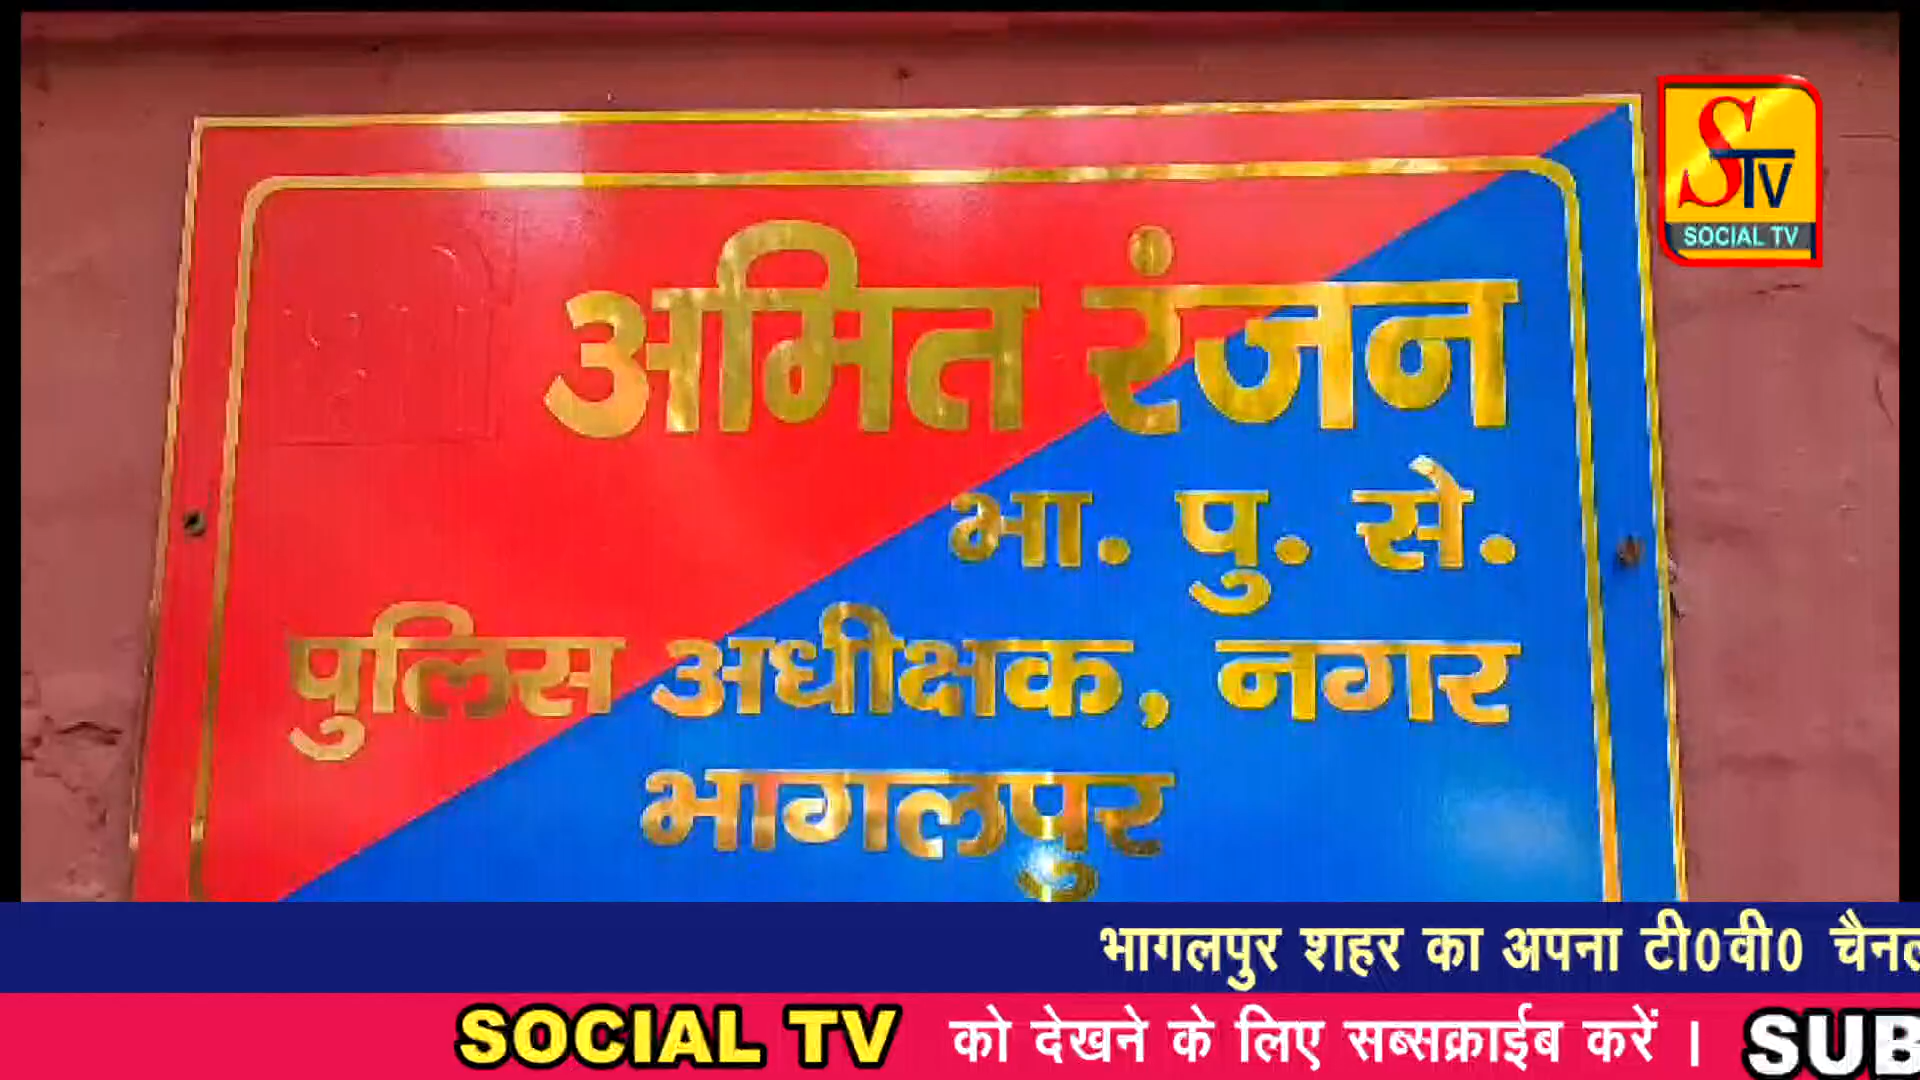 STV
SOCIAL TV
अमित रंजन
भा. पु. से.
पुलिस अधीक्षक, नगर
भागलपुर
भागलपुर शहर का अपना टी0वी0
SOCIAL TV को देखने के लिए सब्सक्राईब करें ।